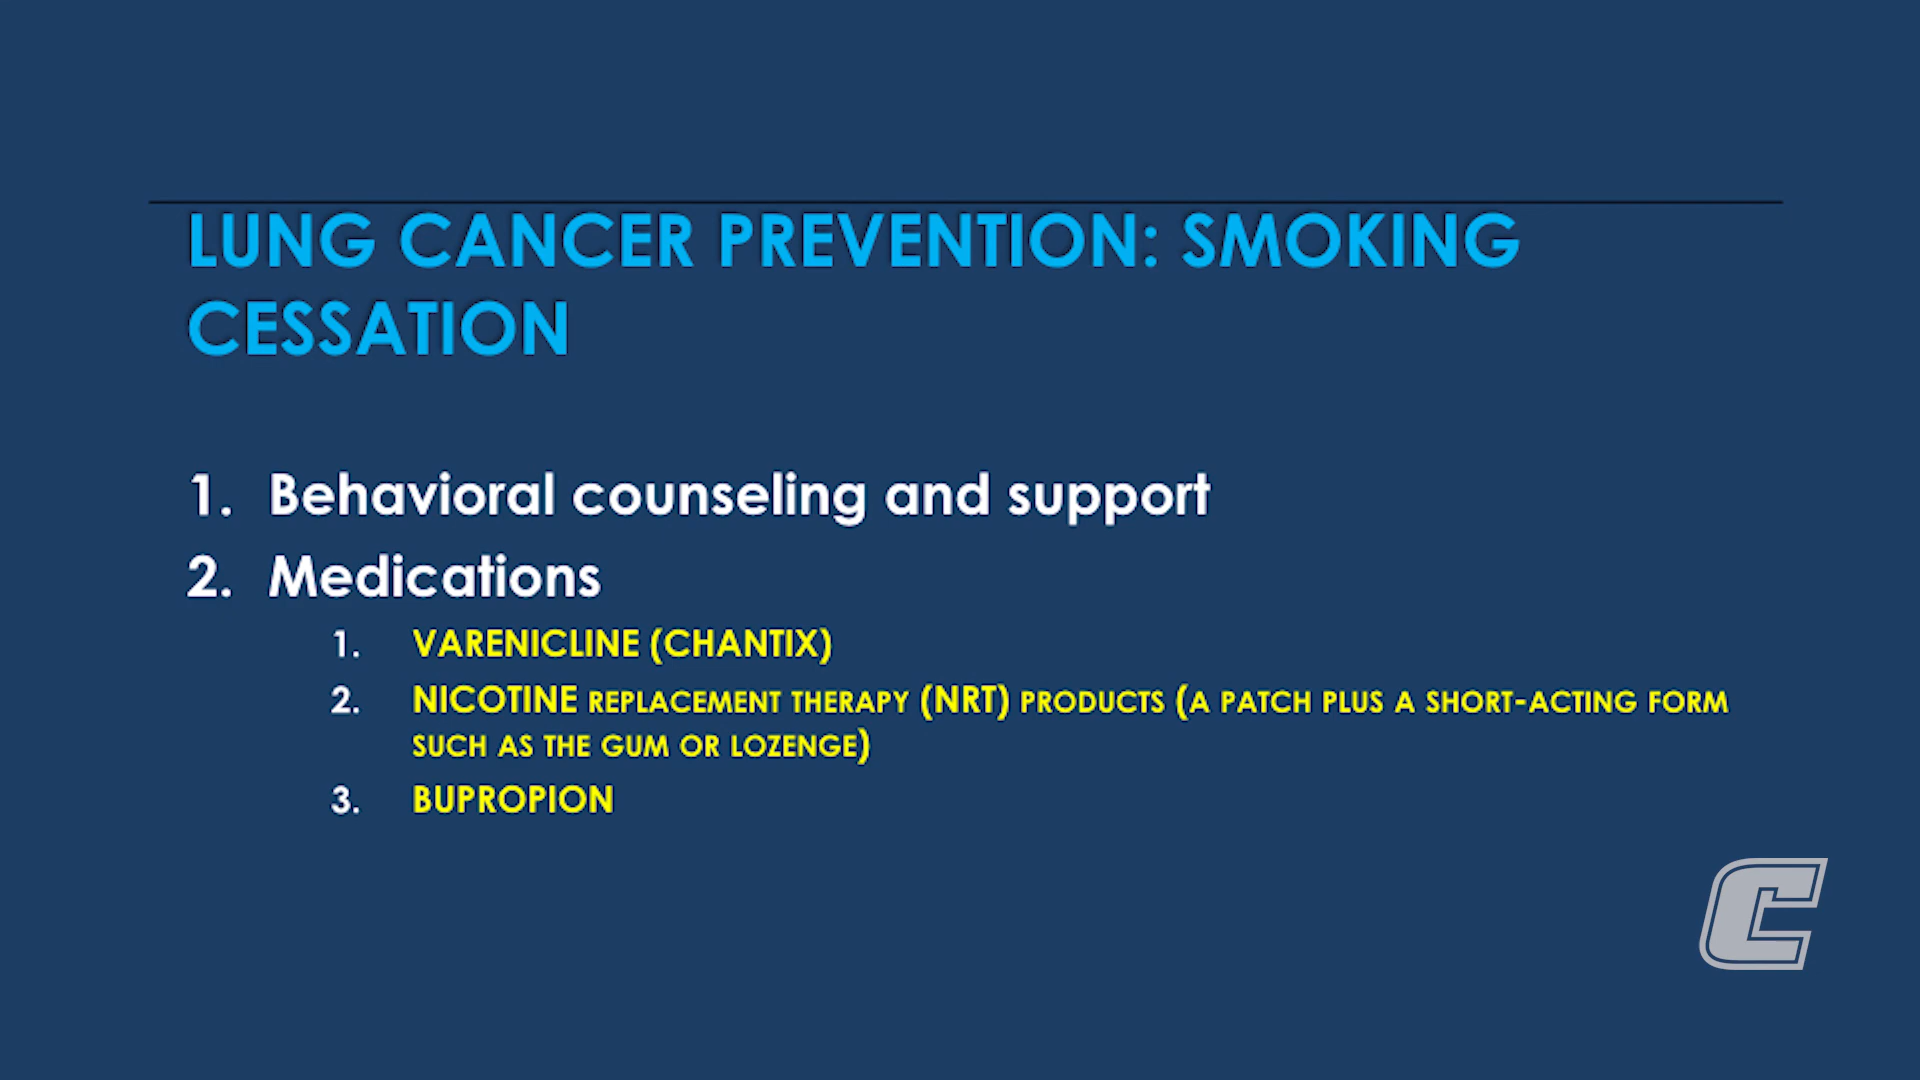 LUNG CANCER PREVENTION: SMOKING
CESSATION
1. Behavioral counseling and support
2. Medications
1. VARENICLINE (CHANTIX)
2. NICOTINE REPLACEMENT THERAPY (NRT) PRODUCTS (A PATCH PLUS A SHORT-ACTING FORM
SUCH AS THE GUM OR LOZENGE)
3. BUPROPION
C